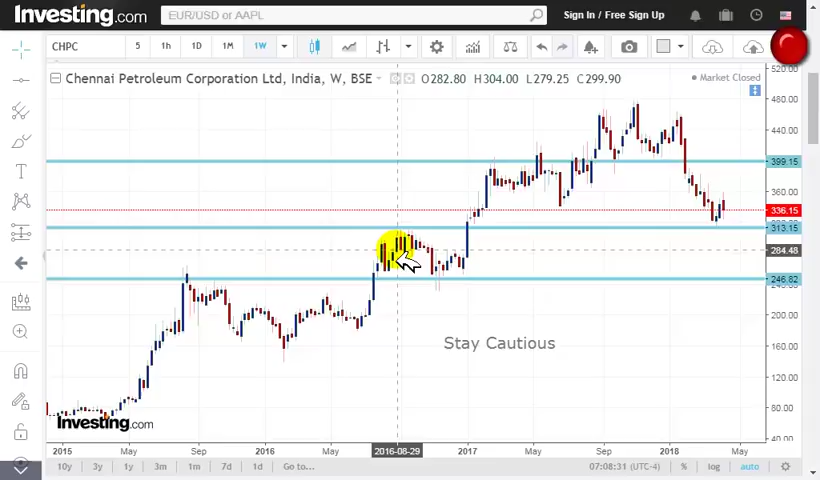 Investing.com
EUR/USD or AAPL
Sign In / Free Sign Up
CHPC
5
1h
1D
1M
1W
Chennai Petroleum Corporation Ltd, India, W, BSE
O282.80 H304.00 L279.25 C299.90
Market Closed
520.00
480.00
440.00
399.15
360.00
336.15
313.15
284.48
246.82
200.00
160.00
120.00
80.00
40.00
Stay Cautious
Investing.com
2015
May
Sep
2016
May
2016-08-29
2017
May
Sep
2018
May
10y
3y
1y
3m
1m
7d
1d
Go to...
07:08:31 (UTC-4)
%
log
auto